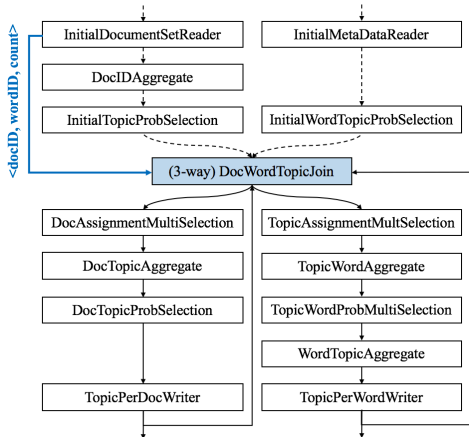 <docID, wordID, count>
InitialDocumentSetReader
InitialMetaDataReader
DocIDAggregate
InitialTopicProbSelection
InitialWordTopicProbSelection
(3-way) DocWordTopicJoin
DocAssignmentMultiSelection
TopicAssignmentMultSelection
DocTopicAggregate
TopicWordAggregate
DocTopicProbSelection
TopicWordProbMultiSelection
WordTopicAggregate
TopicPerDocWriter
TopicPerWordWriter